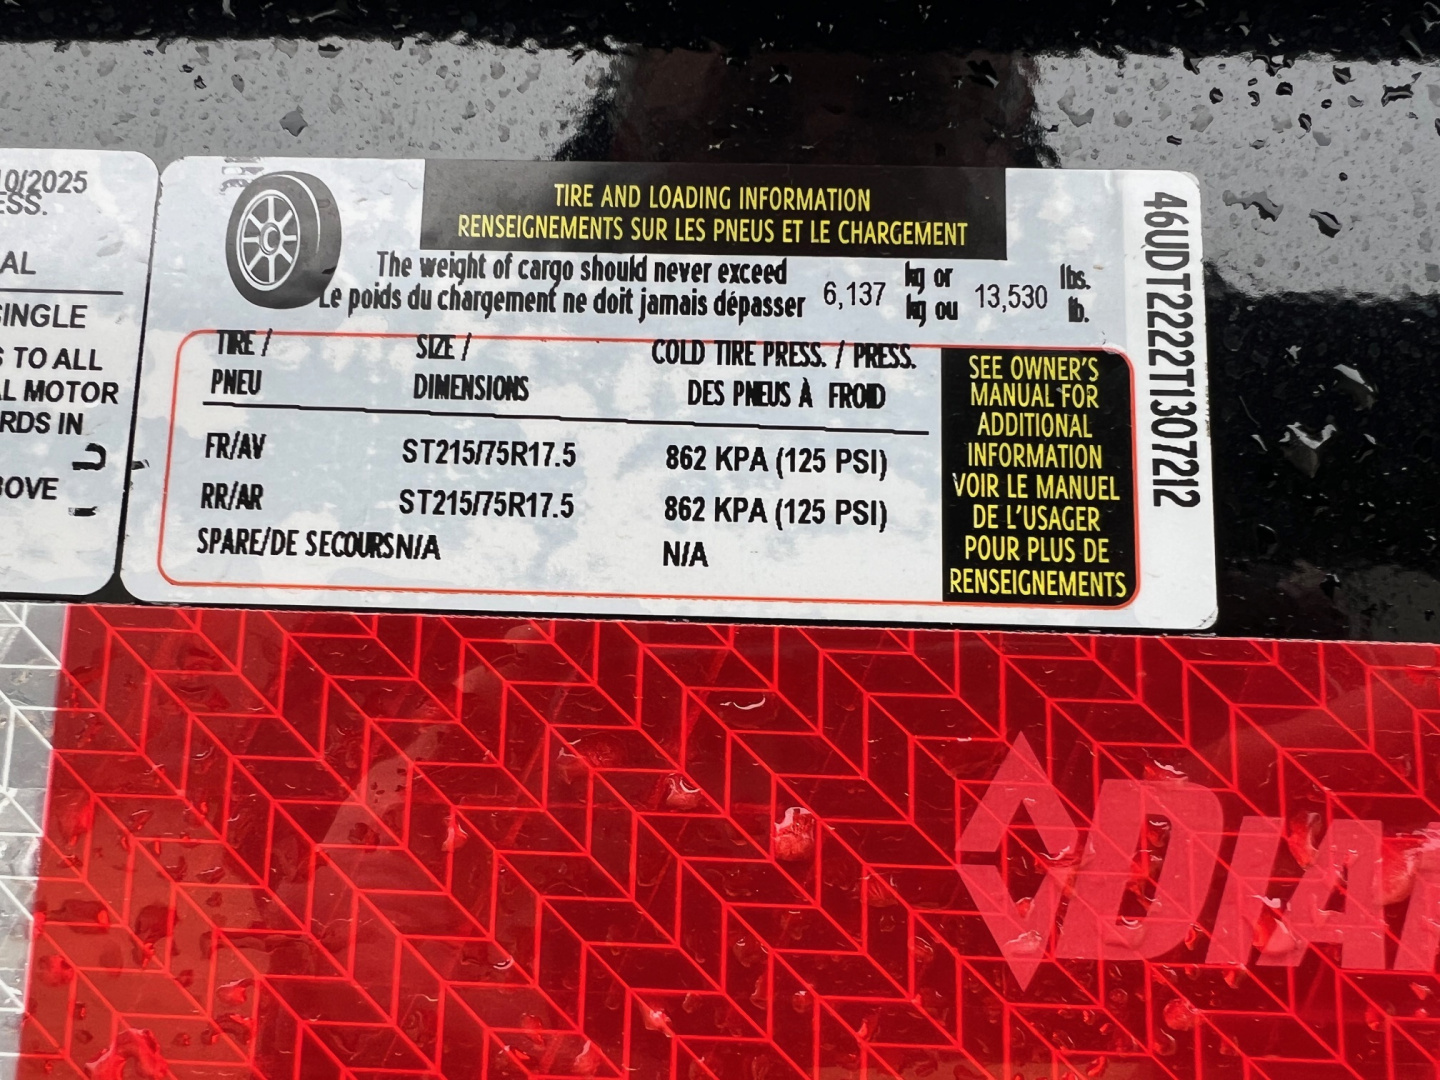 10/2025
ESS.
AL
SINGLE
S TO ALL
AL MOTOR
RDS IN
BOVE
TIRE AND LOADING INFORMATION
RENSEIGNEMENTS SUR LES PNEUS ET LE CHARGEMENT
The weight of cargo should never exceed 6,137 kg or 13,530 lbs.
Le poids du chargement ne doit jamais dépasser kg ou lb.
TIRE / SIZE / COLD TIRE PRESS. / PRESS.
PNEU DIMENSIONS DES PNEUS À FROID
FR/AV ST215/75R17.5 862 KPA (125 PSI)
RR/AR ST215/75R17.5 862 KPA (125 PSI)
SPARE/DE SECOURS N/A N/A
SEE OWNER'S
MANUAL FOR
ADDITIONAL
INFORMATION
VOIR LE MANUEL
DE L'USAGER
POUR PLUS DE
RENSEIGNEMENTS
46UDT2222T1307212
DIA